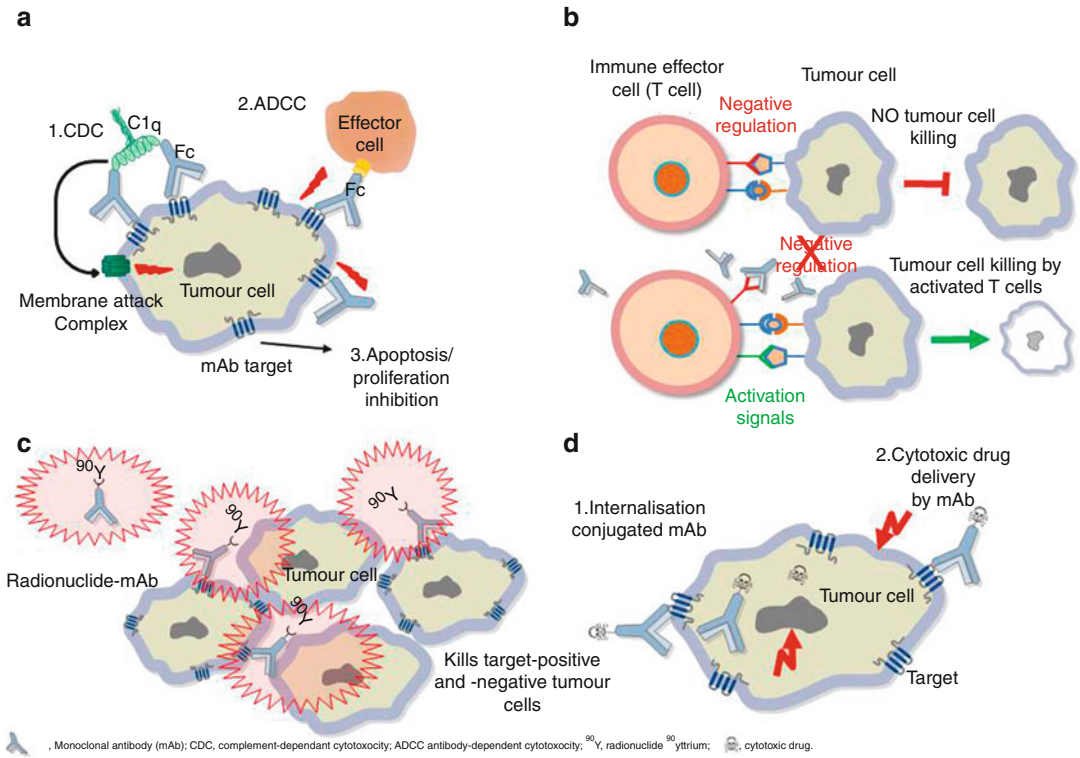 a
1.CDC
C1q
Fc
2.ADCC
Effector
cell
Fc
Tumour cell
Membrane attack
Complex
mAb target
3.Apoptosis/
proliferation
inhibition
b
Immune effector
cell (T cell)
Negative
regulation
Tumour cell
NO tumour cell
killing
Negative
regulation
Tumour cell killing by
activated T cells
Activation
signals
c
90Y
90Y
90Y
90Y
Radionuclide-mAb
Tumour cell
Kills target-positive
and -negative tumour
cells
d
1.Internalisation
conjugated mAb
2.Cytotoxic drug
delivery
by mAb
Tumour cell
Target
, Monoclonal antibody (mAb); CDC, complement-dependant cytotoxocity; ADCC antibody-dependent cytotoxocity; 90Y, radionuclide 90yttrium; , cytotoxic drug.